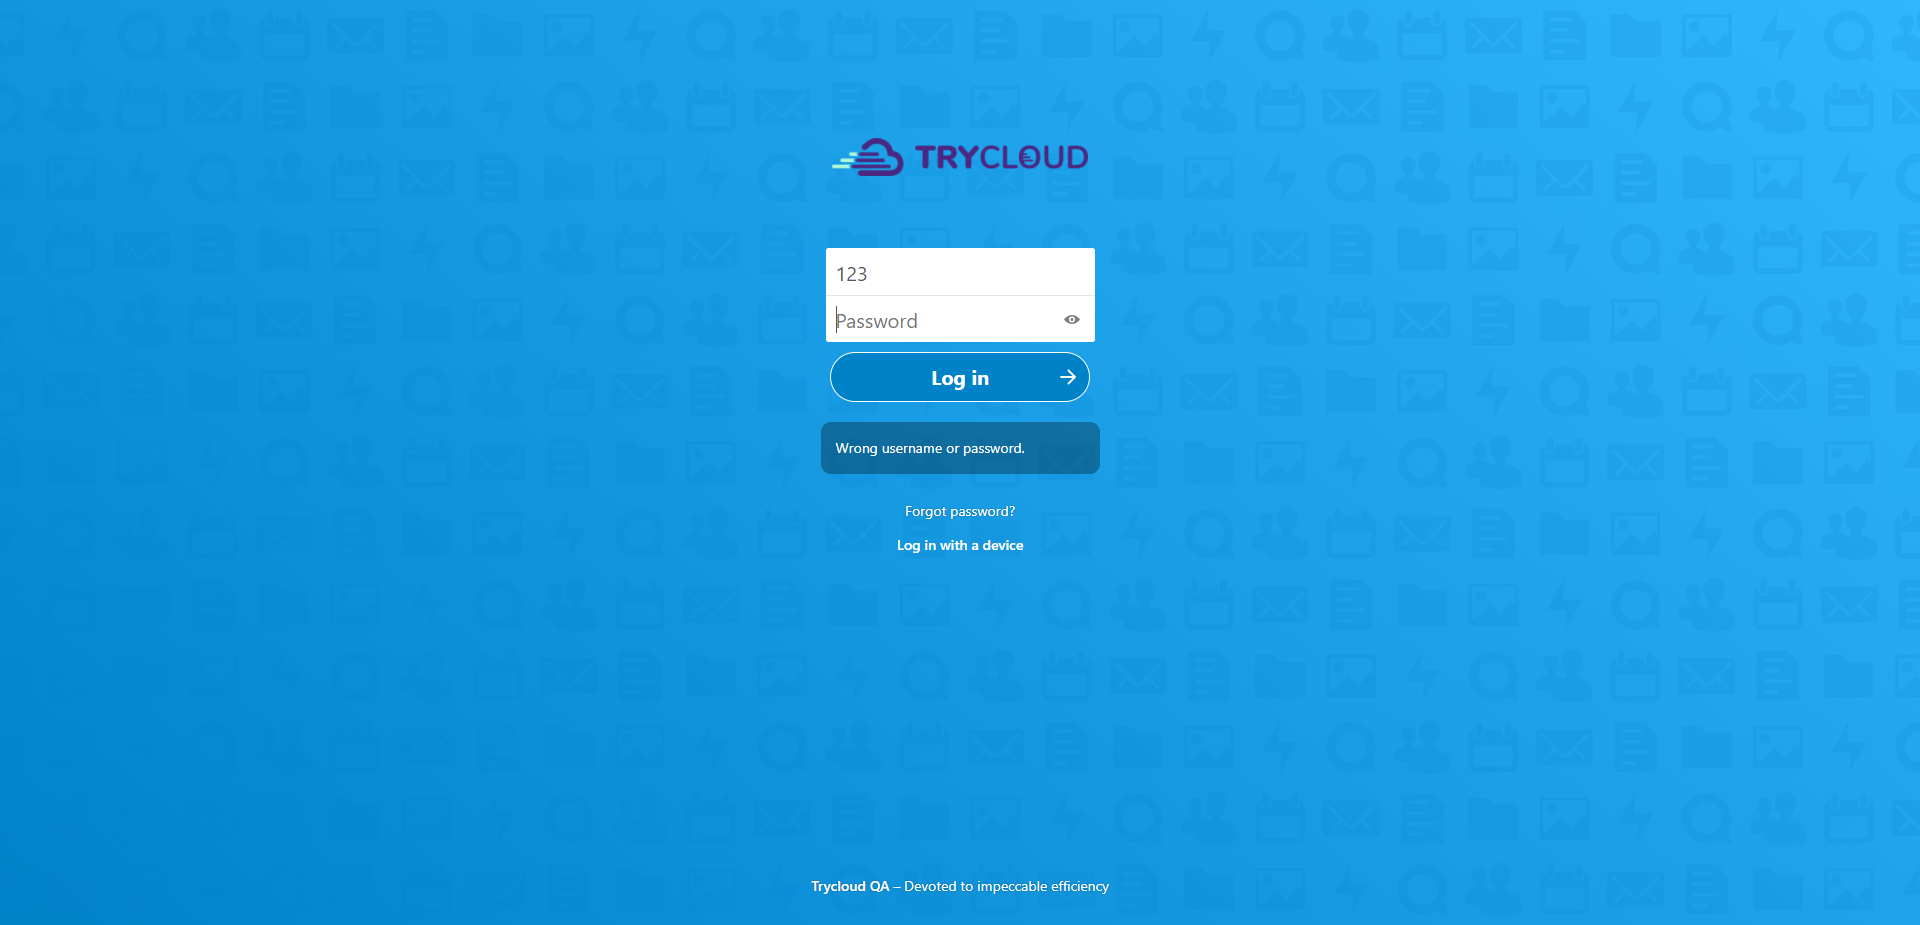 TRYCLOUD
123
Password
Log in
Wrong username or password.
Forgot password?
Log in with a device
Trycloud QA – Devoted to impeccable efficiency